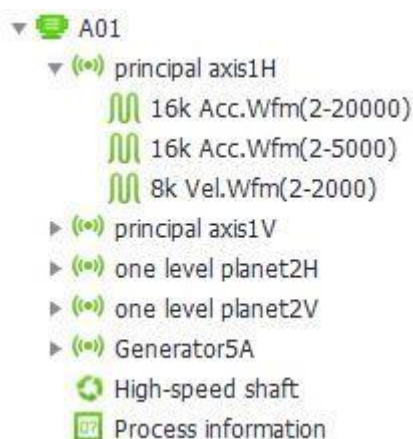 A01
principal axis1H
16k Acc.Wfm(2-20000)
16k Acc.Wfm(2-5000)
8k Vel.Wfm(2-2000)
principal axis1V
one level planet2H
one level planet2V
Generator5A
High-speed shaft
Process information